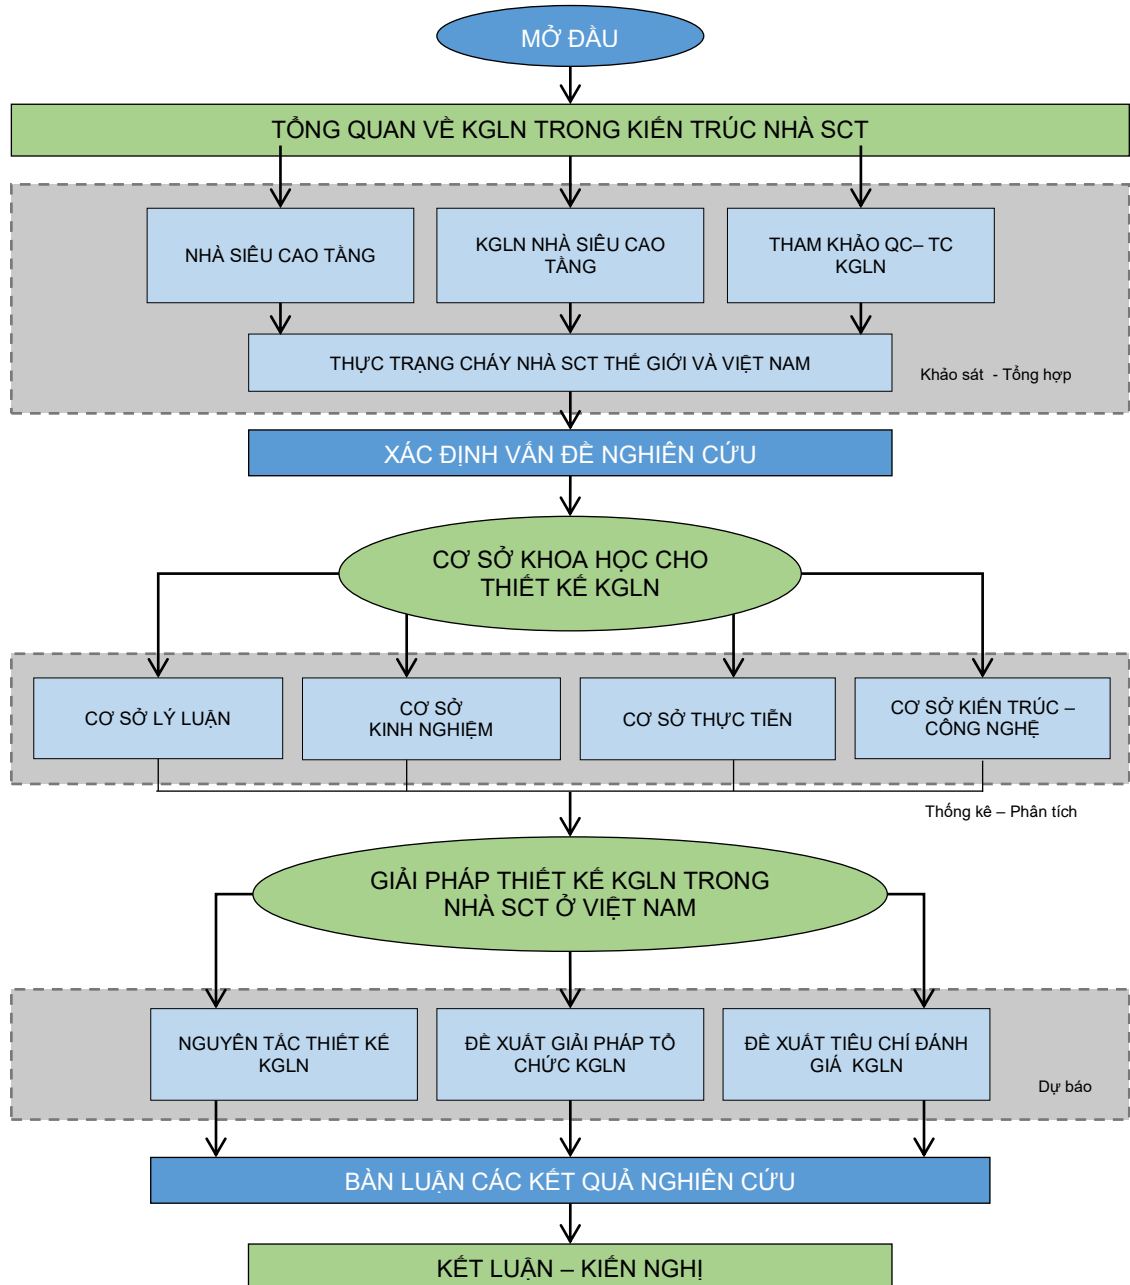 MỞ ĐẦU
TỔNG QUAN VỀ KGLN TRONG KIẾN TRÚC NHÀ SCT
NHÀ SIÊU CAO TẦNG
KGLN NHÀ SIÊU CAO
TẦNG
THAM KHẢO QC– TC
KGLN
THỰC TRẠNG CHÁY NHÀ SCT THẾ GIỚI VÀ VIỆT NAM
Khảo sát - Tổng hợp
XÁC ĐỊNH VẤN ĐỀ NGHIÊN CỨU
CƠ SỞ KHOA HỌC CHO
THIẾT KẾ KGLN
CƠ SỞ LÝ LUẬN
CƠ SỞ
KINH NGHIỆM
CƠ SỞ THỰC TIỄN
CƠ SỞ KIẾN TRÚC –
CÔNG NGHỆ
Thống kê – Phân tích
GIẢI PHÁP THIẾT KẾ KGLN TRONG
NHÀ SCT Ở VIỆT NAM
NGUYÊN TẮC THIẾT KẾ
KGLN
ĐỀ XUẤT GIẢI PHÁP TỔ
CHỨC KGLN
ĐỀ XUẤT TIÊU CHÍ ĐÁNH
GIÁ KGLN
Dự báo
BÀN LUẬN CÁC KẾT QUẢ NGHIÊN CỨU
KẾT LUẬN – KIẾN NGHỊ